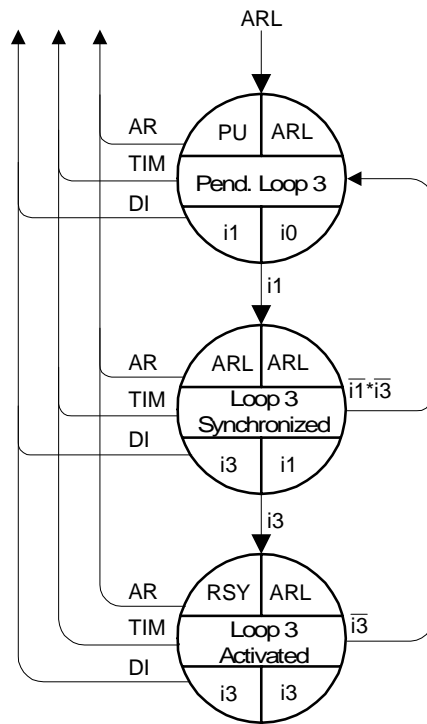 ARL
AR
PU ARL
TIM
Pend. Loop 3
DI
i1 i0
i1
AR
ARL ARL
TIM
Loop 3
Synchronized
i1*i3
DI
i3 i1
i3
AR
RSY ARL
TIM
Loop 3
Activated
i3
DI
i3 i3